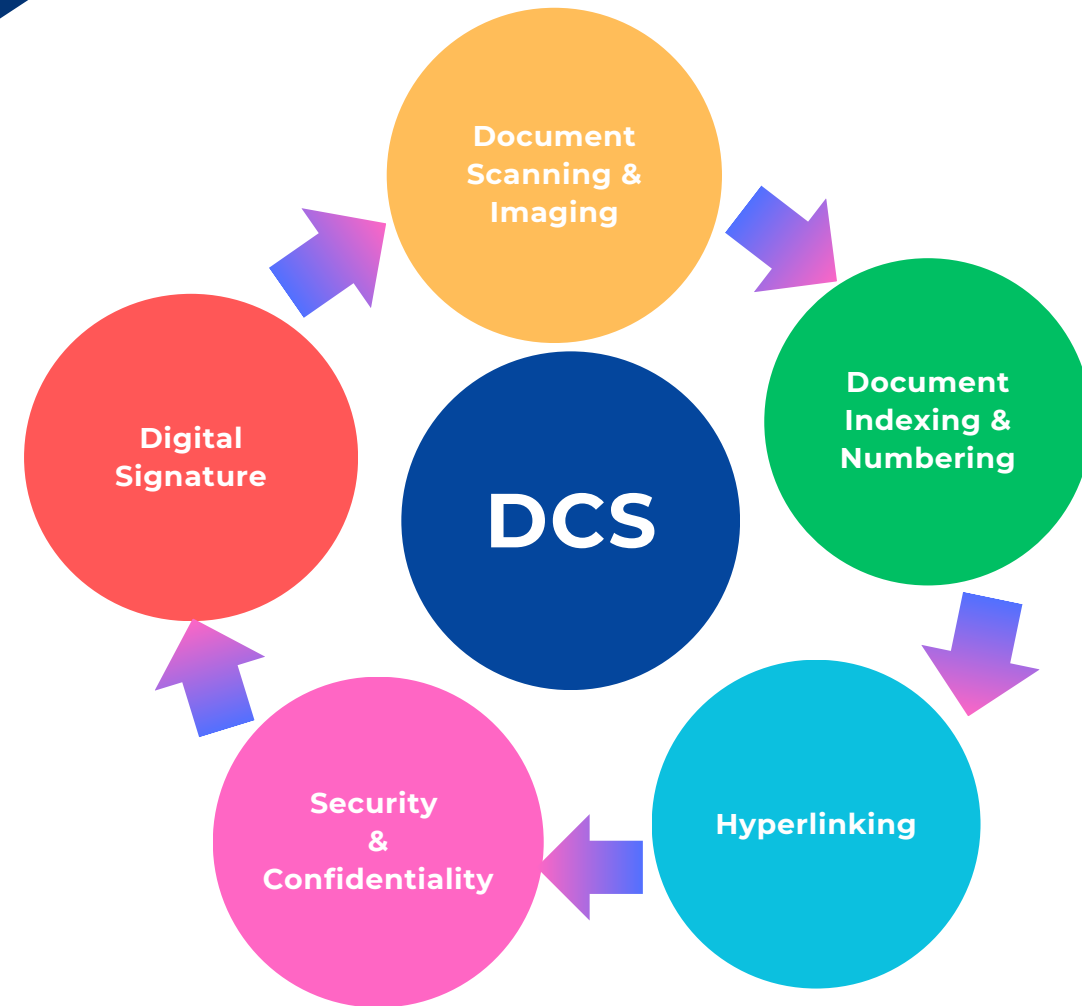 Document
Scanning &
Imaging
Document
Indexing &
Numbering
Digital
Signature
DCS
Security
&
Confidentiality
Hyperlinking